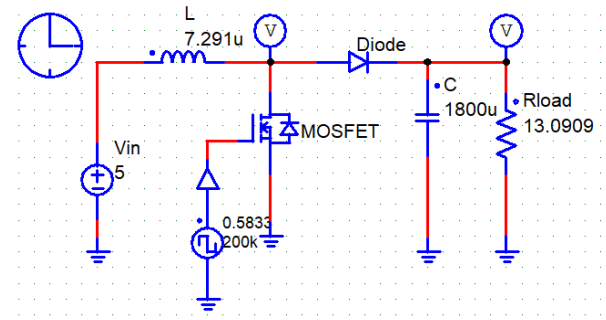 L
7.291u
V
V
Diode
C
1800u
Rload
13.0909
MOSFET
Vin
5
0.5833
200k